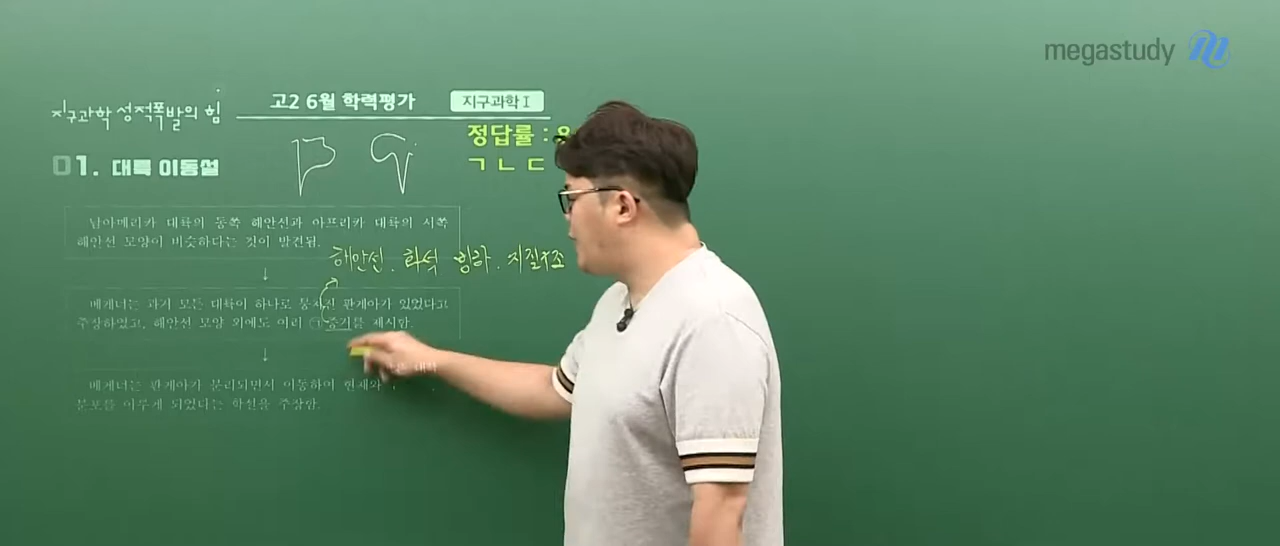 megastudy
지구과학 성적폭발의 힘
고2 6월 학력평가
지구과학Ⅰ
정답률 : 8
ㄱ ㄴ ㄷ
01. 대륙 이동설
남아메리카 대륙의 동쪽 해안선과 아프리카 대륙의 서쪽
해안선 모양이 비슷하다는 것이 발견됨.
해안선, 화석 빙하, 지질구조
↓
베게너는 과거 모든 대륙이 하나로 뭉쳐진 판게아가 있었다고
주장하였고, 해안선 모양 외에도 여러 ㉠증거를 제시함.
↓
베게너는 판게아가 분리되면서 이동하여 현재와 대륙
분포를 이루게 되었다는 학설을 주장함.